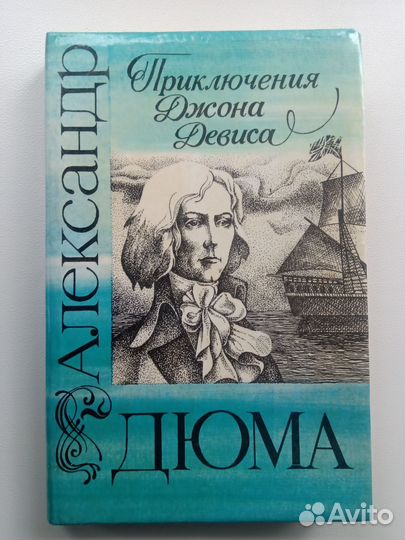 Александр
Приключения
Джона
Девиса
ДЮМА
Avito